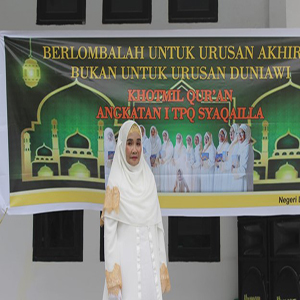 BERLOMBALAH UNTUK URUSAN AKHIR
BUKAN UNTUK URUSAN DUNIAWI
KHOTMIL QUR'AN
ANGKATAN I TPQ SYAQAILLA
Negeri